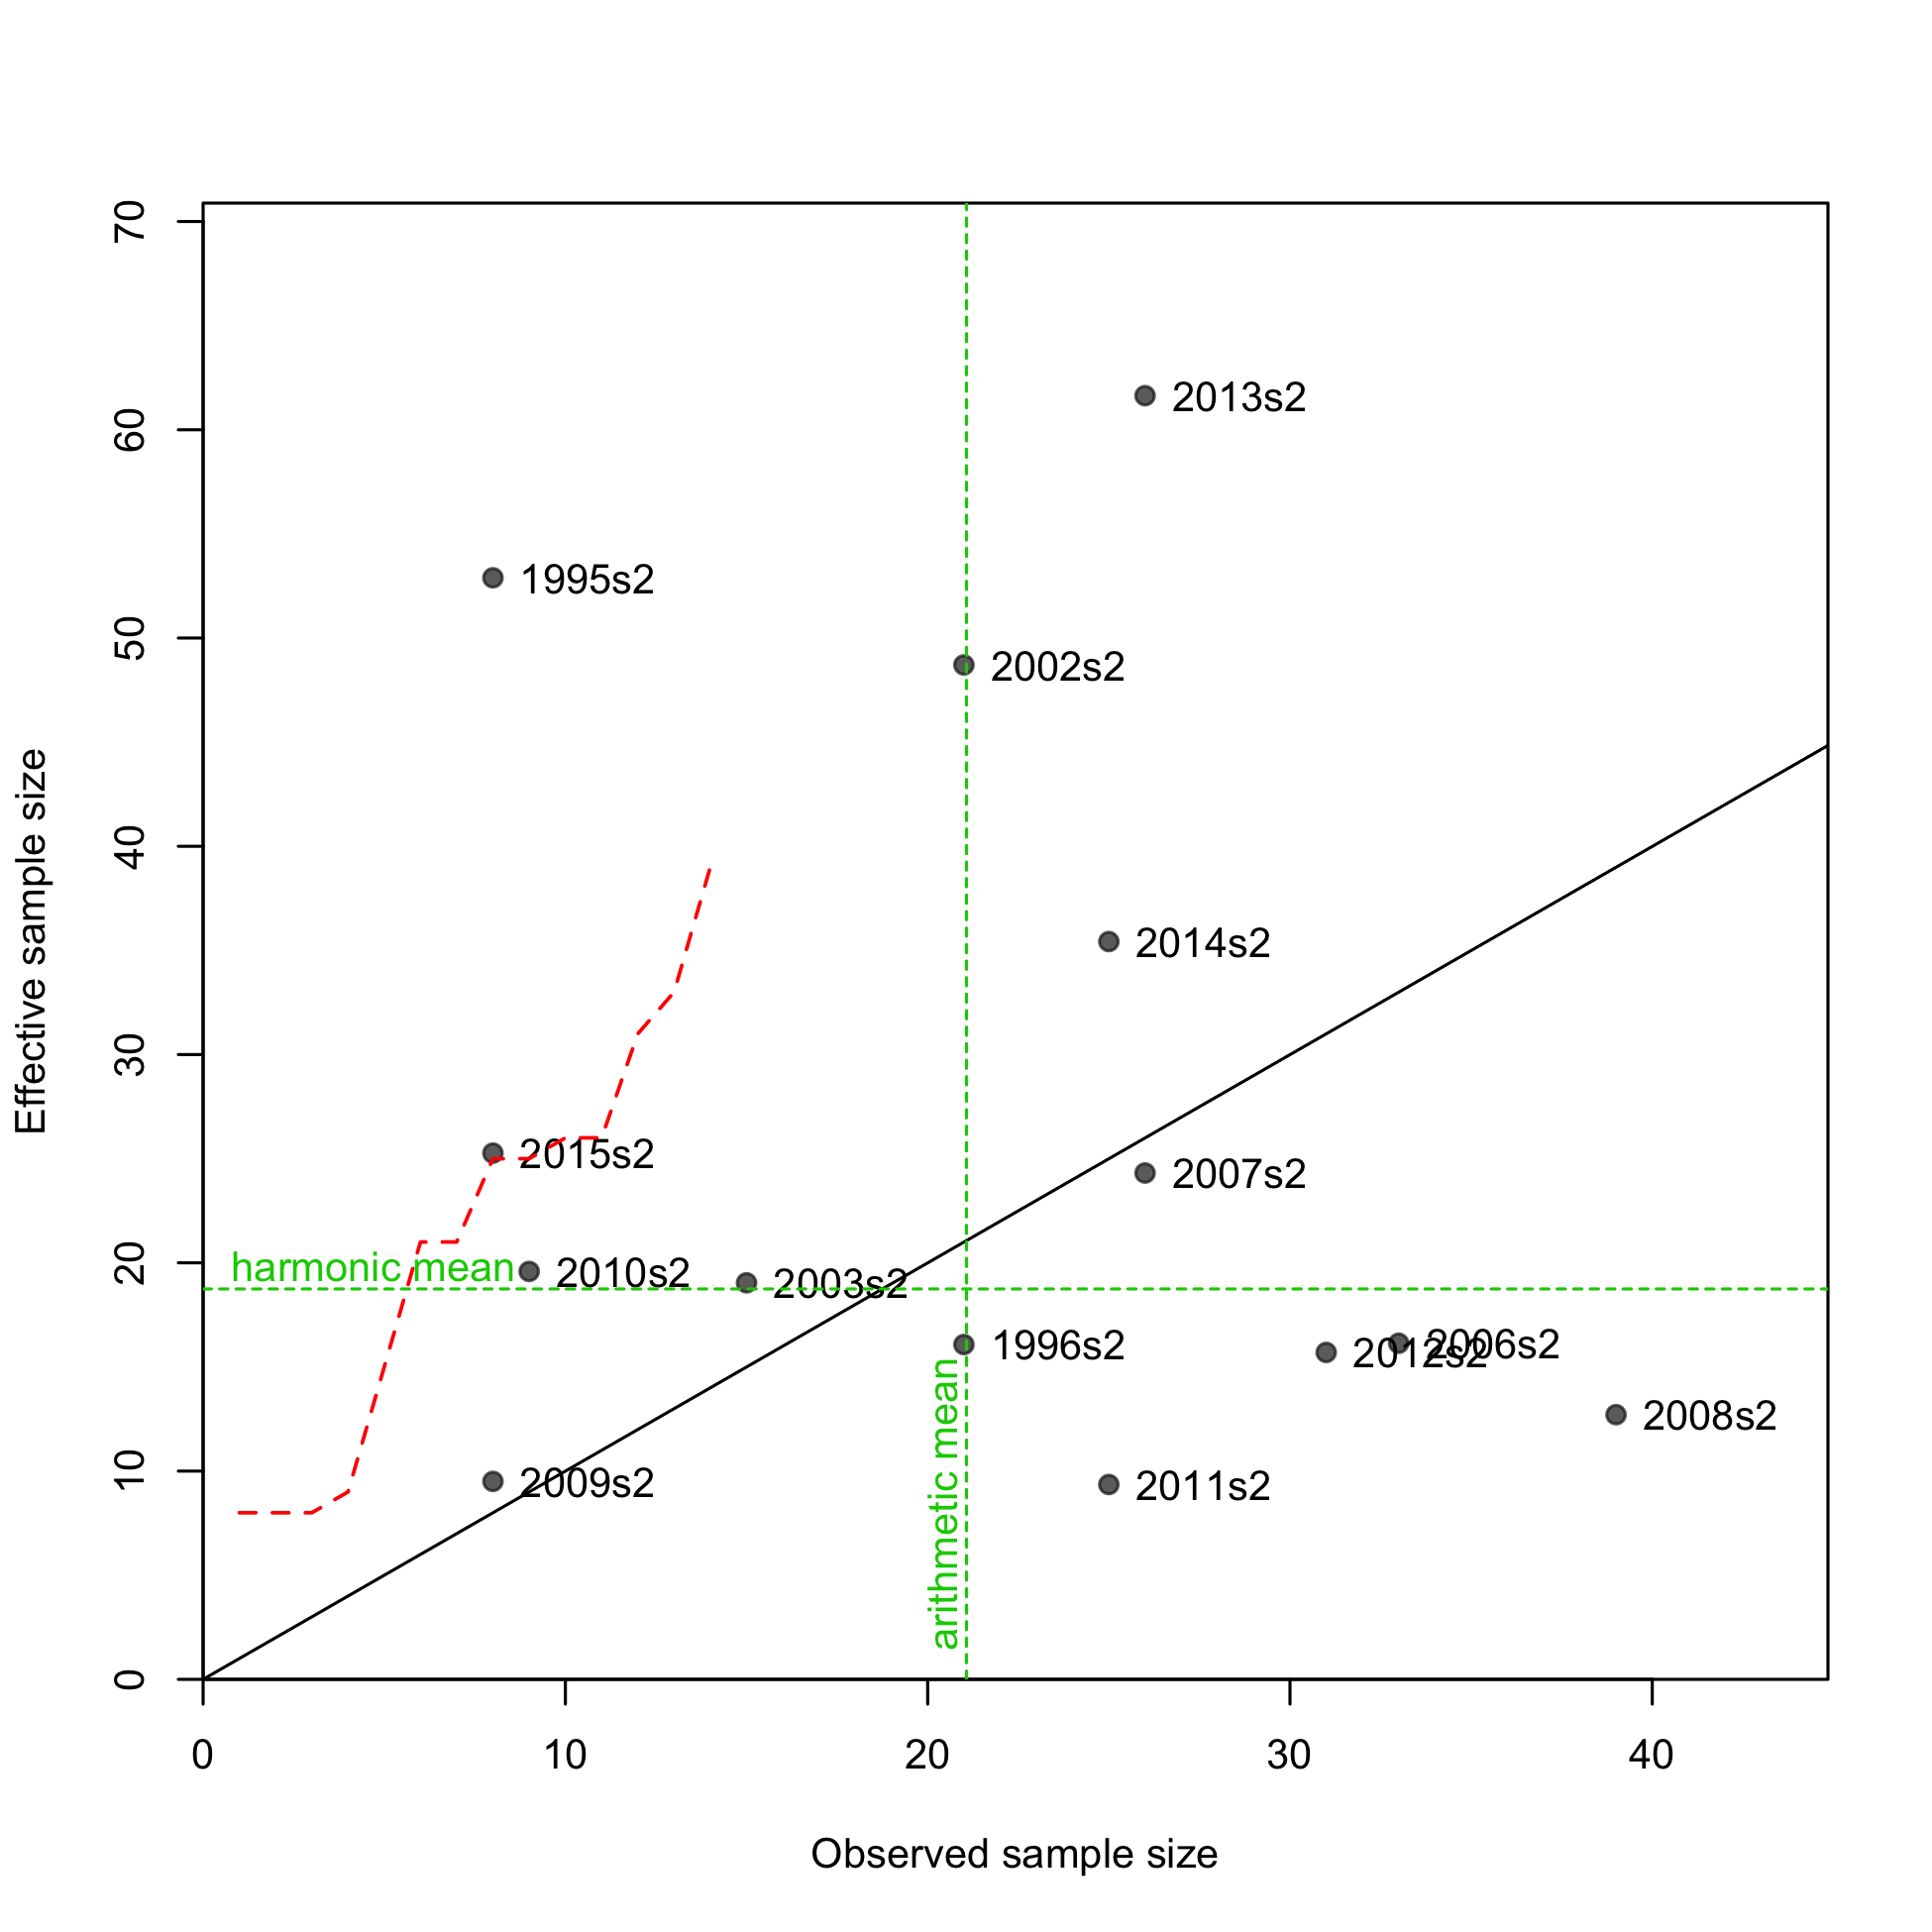 70
60
50
40
30
20
10
0
Effective sample size
2013s2
1995s2
2002s2
2014s2
2015s2
2007s2
harmonic mean
2010s2
2003s2
1996s2
2012s2
2006s2
2008s2
2009s2
2011s2
arithmetic mean
0 10 20 30 40
Observed sample size